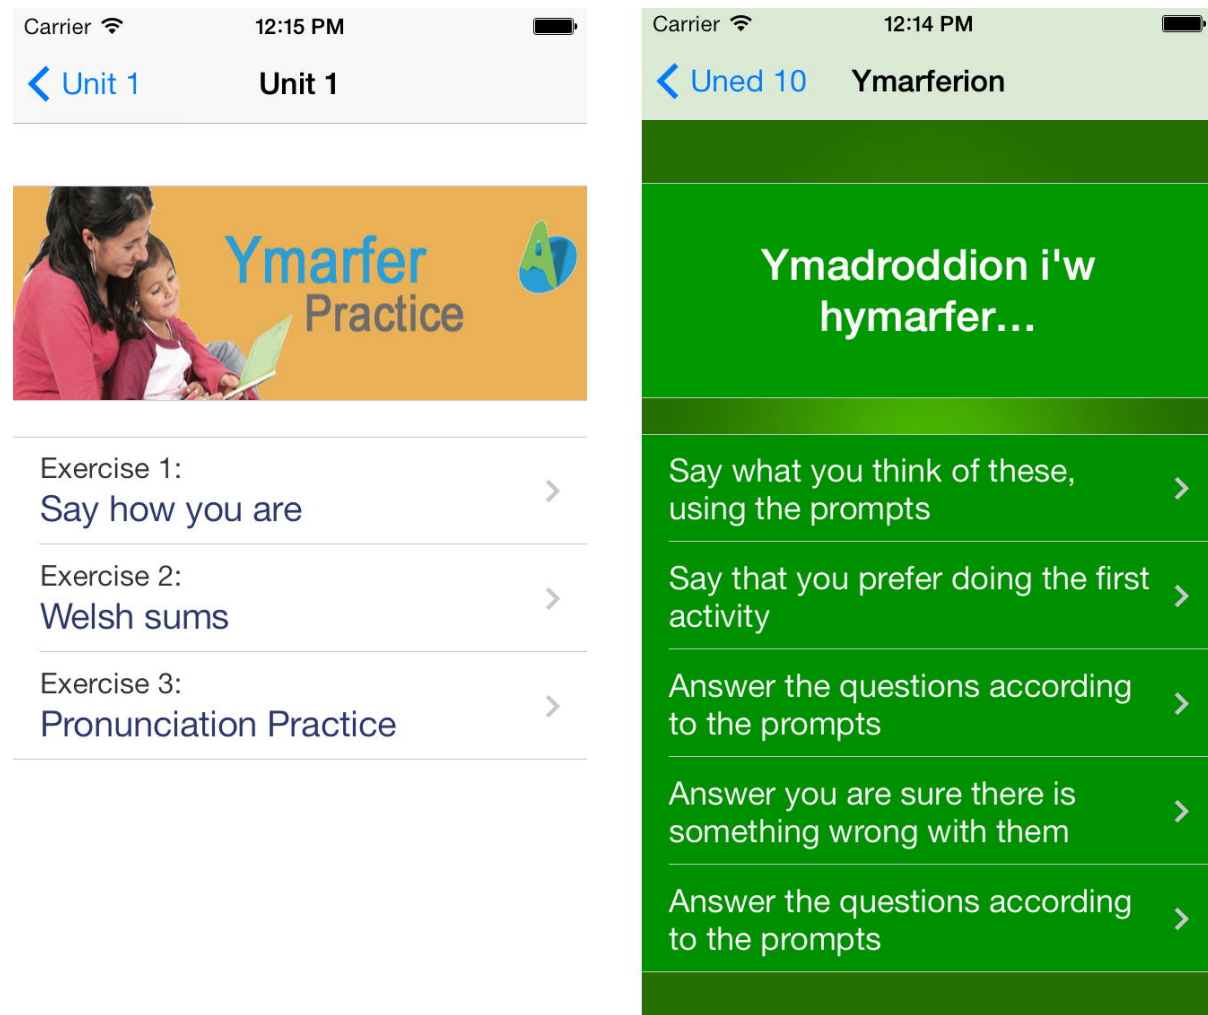 Carrier
12:15 PM
Unit 1
Unit 1
Ymarfer
Practice
A
Exercise 1:
Say how you are
Exercise 2:
Welsh sums
Exercise 3:
Pronunciation Practice
Carrier
12:14 PM
Uned 10
Ymarferion
Ymadroddion i'w
hymarfer...
Say what you think of these,
using the prompts
Say that you prefer doing the first
activity
Answer the questions according
to the prompts
Answer you are sure there is
something wrong with them
Answer the questions according
to the prompts